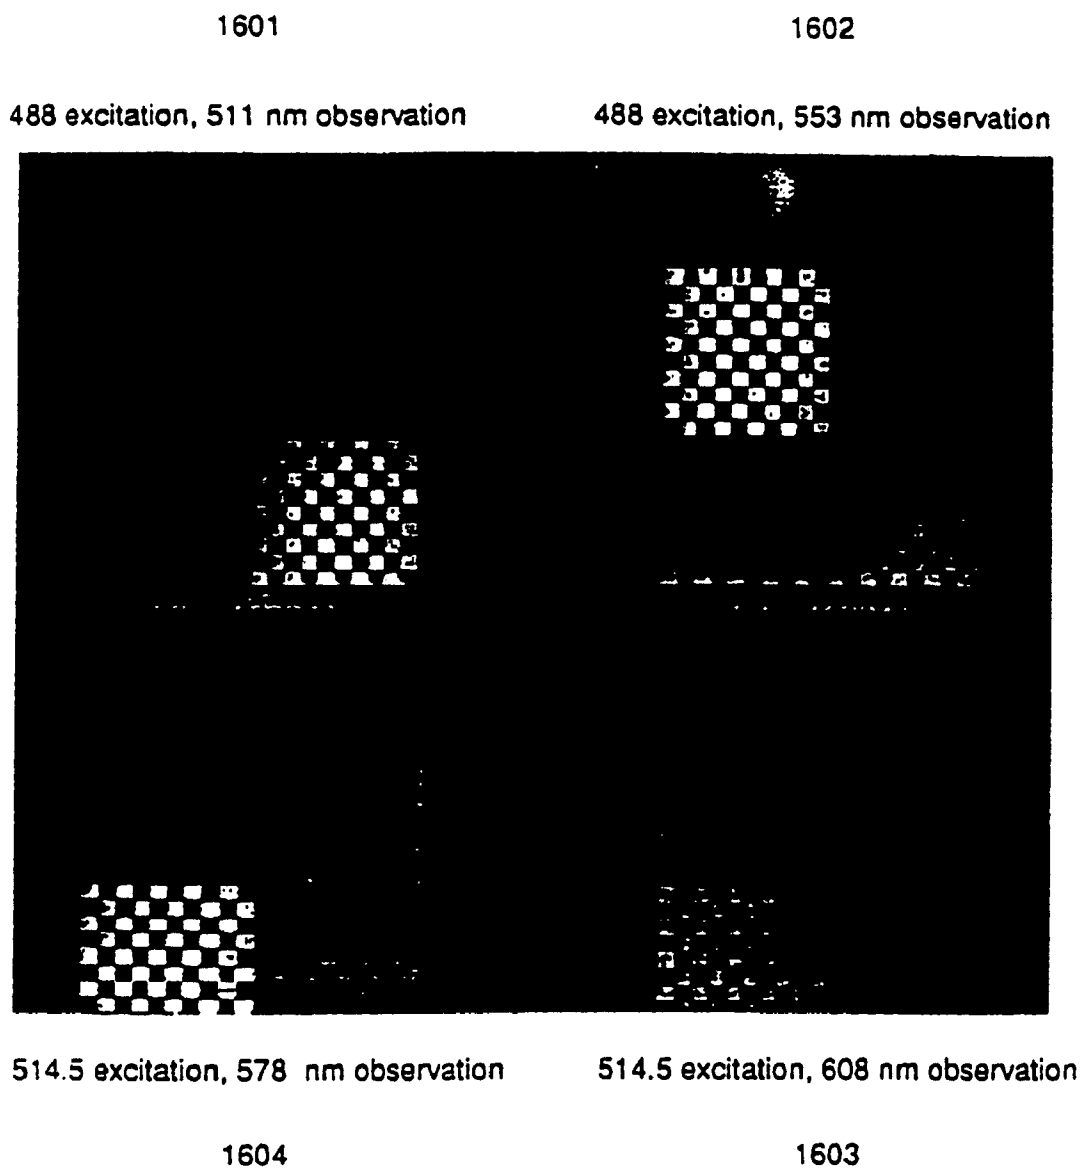 1601
1602
488 excitation, 511 nm observation
488 excitation, 553 nm observation
514.5 excitation, 578 nm observation
514.5 excitation, 608 nm observation
1604
1603